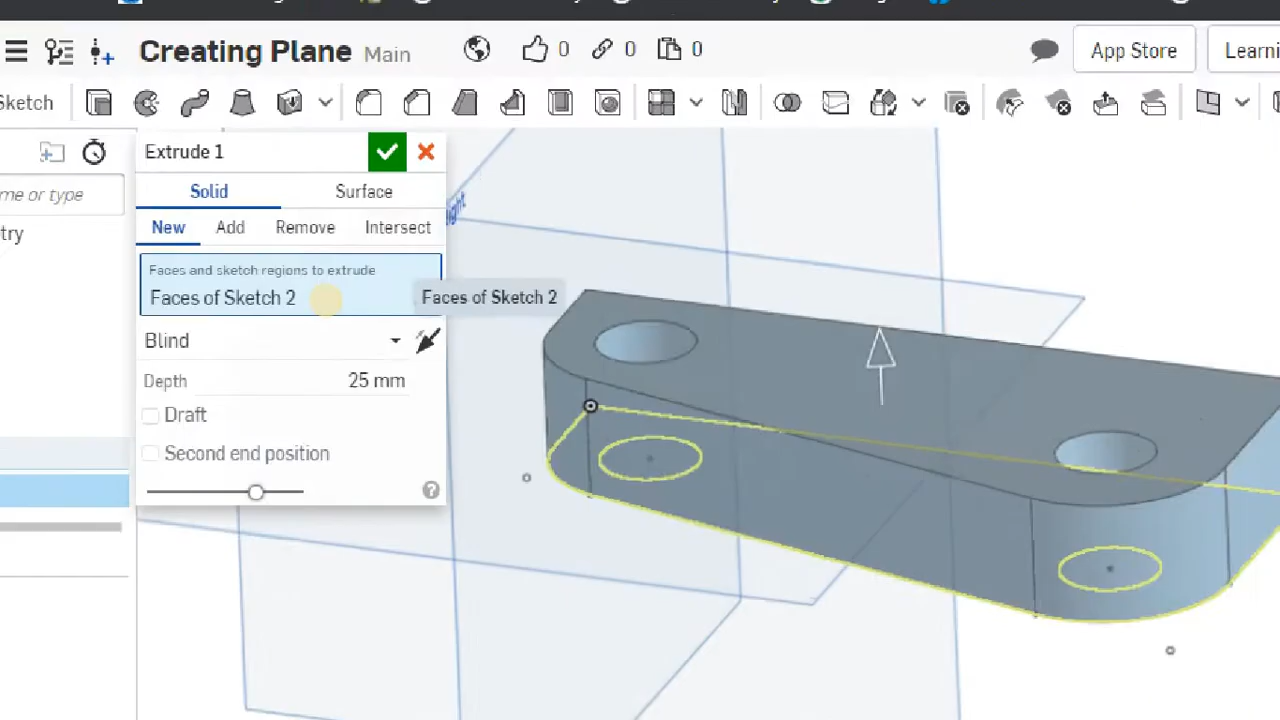 Creating Plane Main 0 0 0 App Store Learni
Sketch
Extrude 1
Solid Surface
me or type
New Add Remove Intersect
ight
try
Faces and sketch regions to extrude
Faces of Sketch 2
Faces of Sketch 2
Blind
Depth 25 mm
Draft
Second end position
?